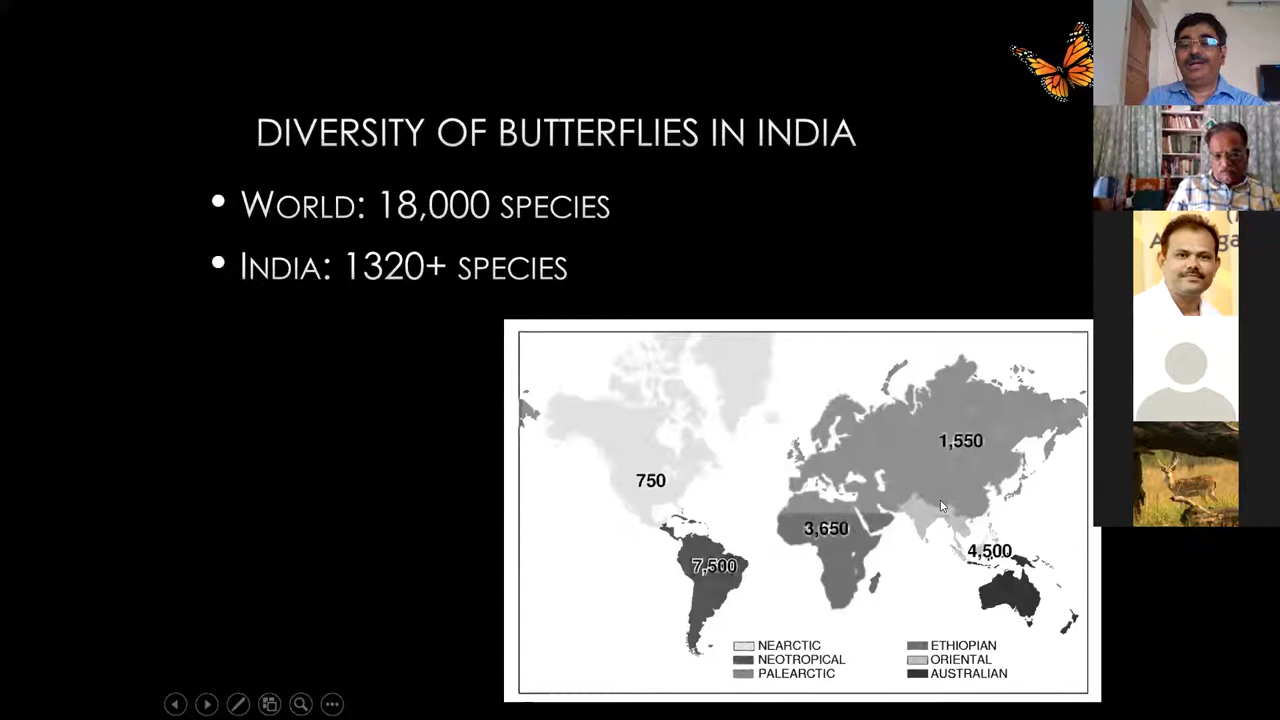 DIVERSITY OF BUTTERFLIES IN INDIA
• WORLD: 18,000 SPECIES
• INDIA: 1320+ SPECIES
1,550
750
3,650
4,500
7,500
NEARCTIC
NEOTROPICAL
PALEARCTIC
ETHIOPIAN
ORIENTAL
AUSTRALIAN